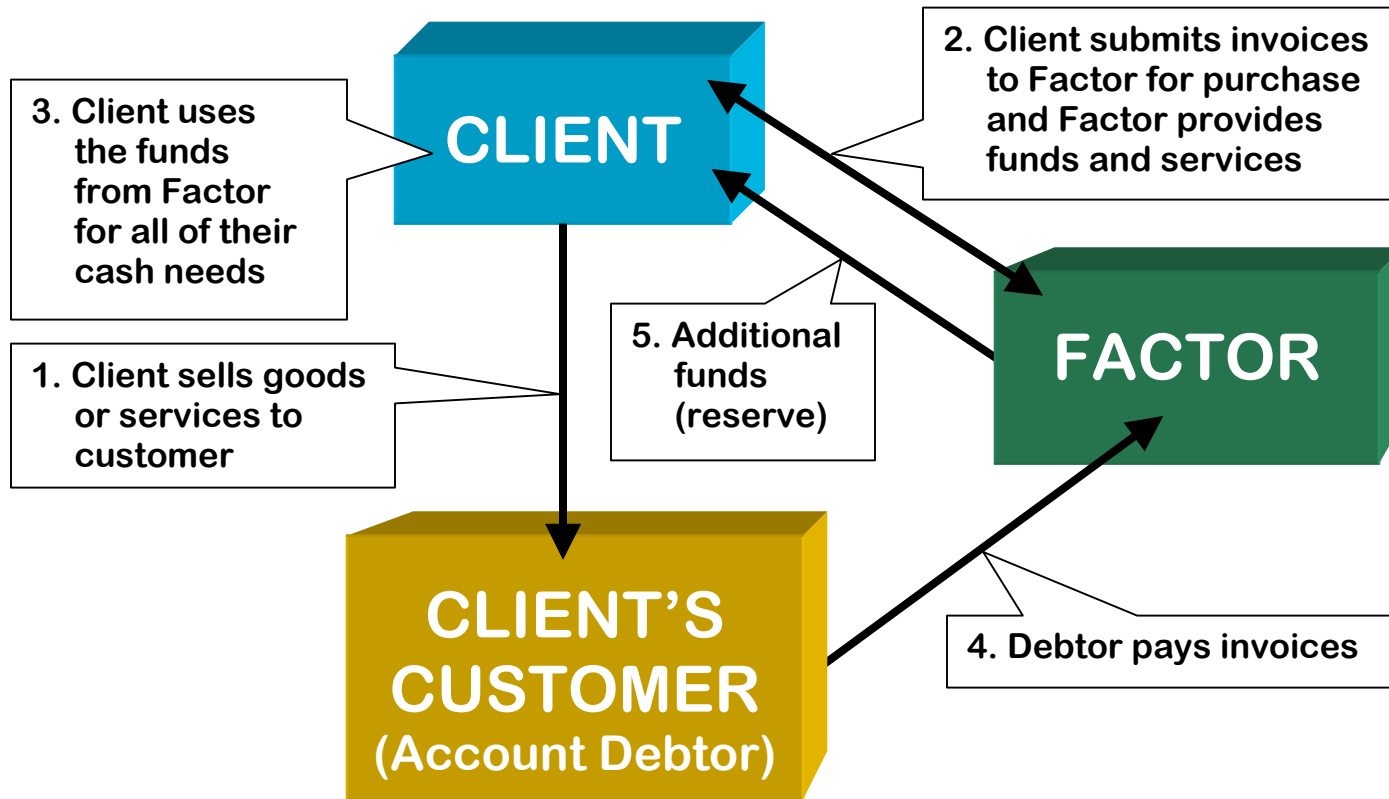 CLIENT
2. Client submits invoices
to Factor for purchase
and Factor provides
funds and services
3. Client uses
the funds
from Factor
for all of their
cash needs
FACTOR
5. Additional
funds
(reserve)
1. Client sells goods
or services to
customer
CLIENT’S
CUSTOMER
(Account Debtor)
4. Debtor pays invoices